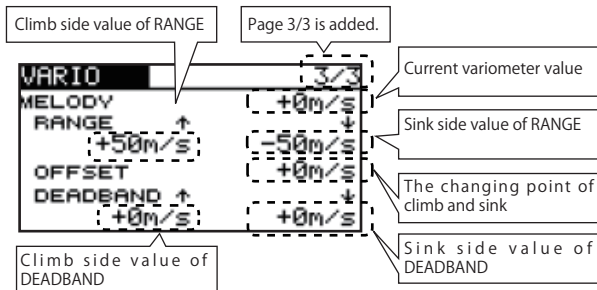 Climb side value of RANGE
Page 3/3 is added.
VARIO 3/3
Current variometer value
MELODY +0m/s
RANGE ↑ ↓
+50m/s -50m/s
Sink side value of RANGE
OFFSET +0m/s
The changing point of
climb and sink
DEADBAND ↑ ↓
+0m/s +0m/s
Climb side value of
DEADBAND
Sink side value of
DEADBAND